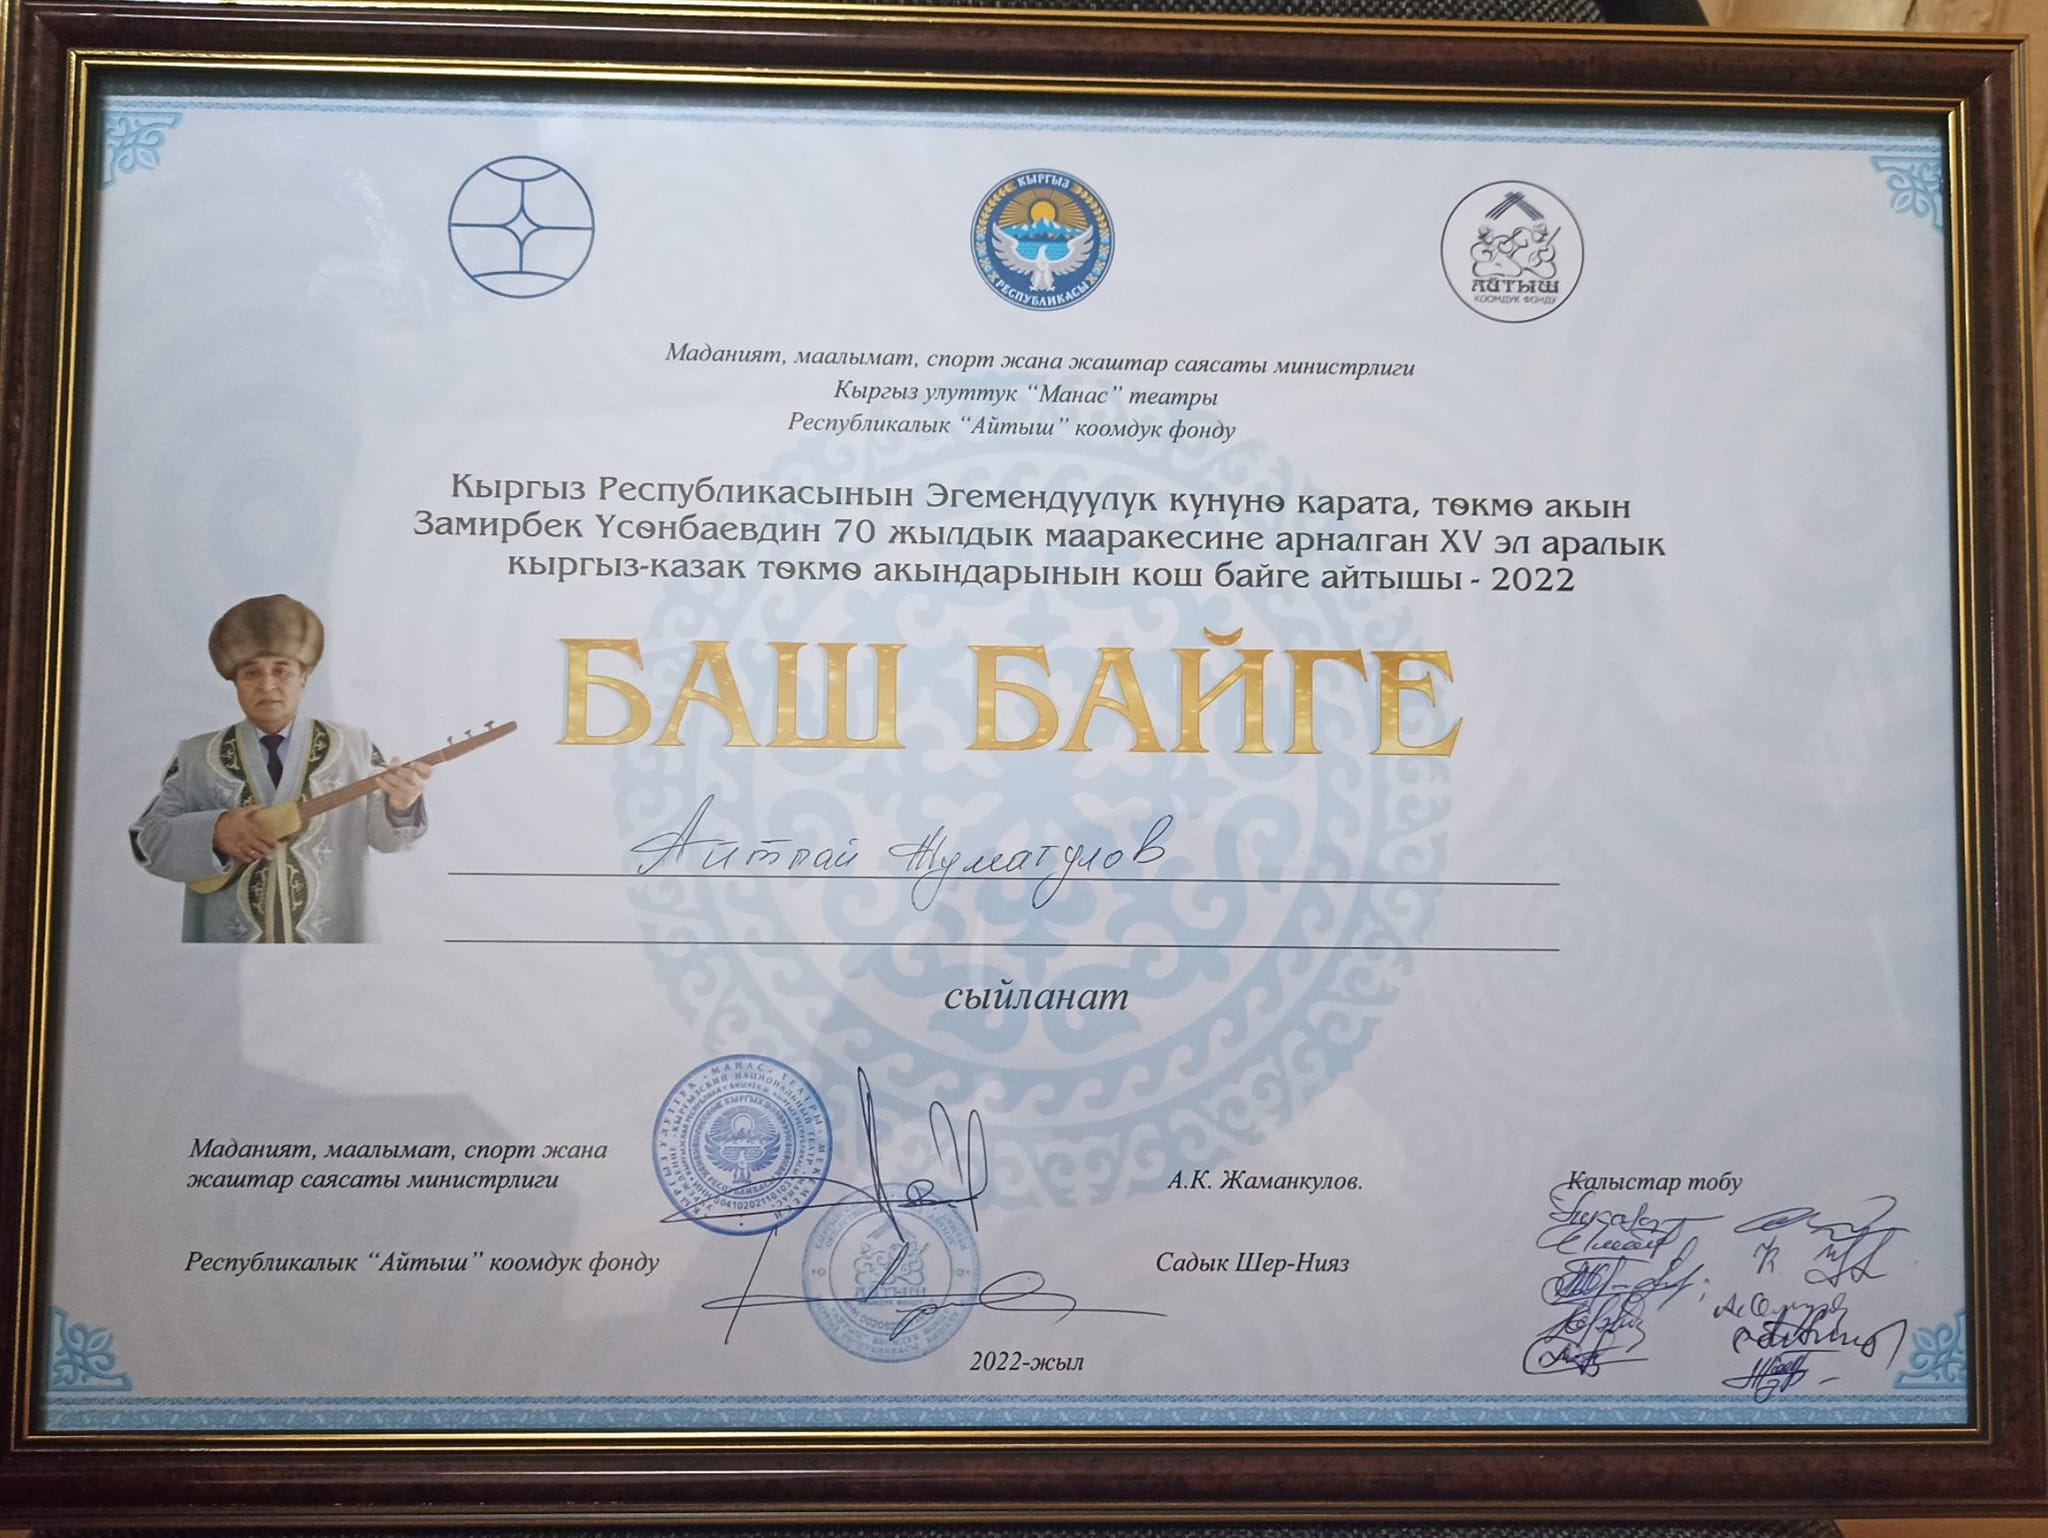 КЫРГЫЗ
РЕСПУБЛИКАСЫ
АЙТЫШ
КООМДУК ФОНДУ
Маданият, маалымат, спорт жана жаштар саясаты министрлиги
Кыргыз улуттук “Манас” театры
Республикалык “Айтыш” коомдук фонду
Кыргыз Республикасынын Эгемендүүлүк күнүнө карата, төкмө акын
Замирбек Үсөнбаевдин 70 жылдык мааракесине арналган XV эл аралык
кыргыз-казак төкмө акындарынын кош байге айтышы - 2022
БАШ БАЙГЕ
Айтпай Жуматулов
сыйланат
Маданият, маалымат, спорт жана
жаштар саясаты министрлиги
А.К. Жаманкулов.
Калыстар тобу
Республикалык “Айтыш” коомдук фонду
Садык Шер-Нияз
2022-жыл